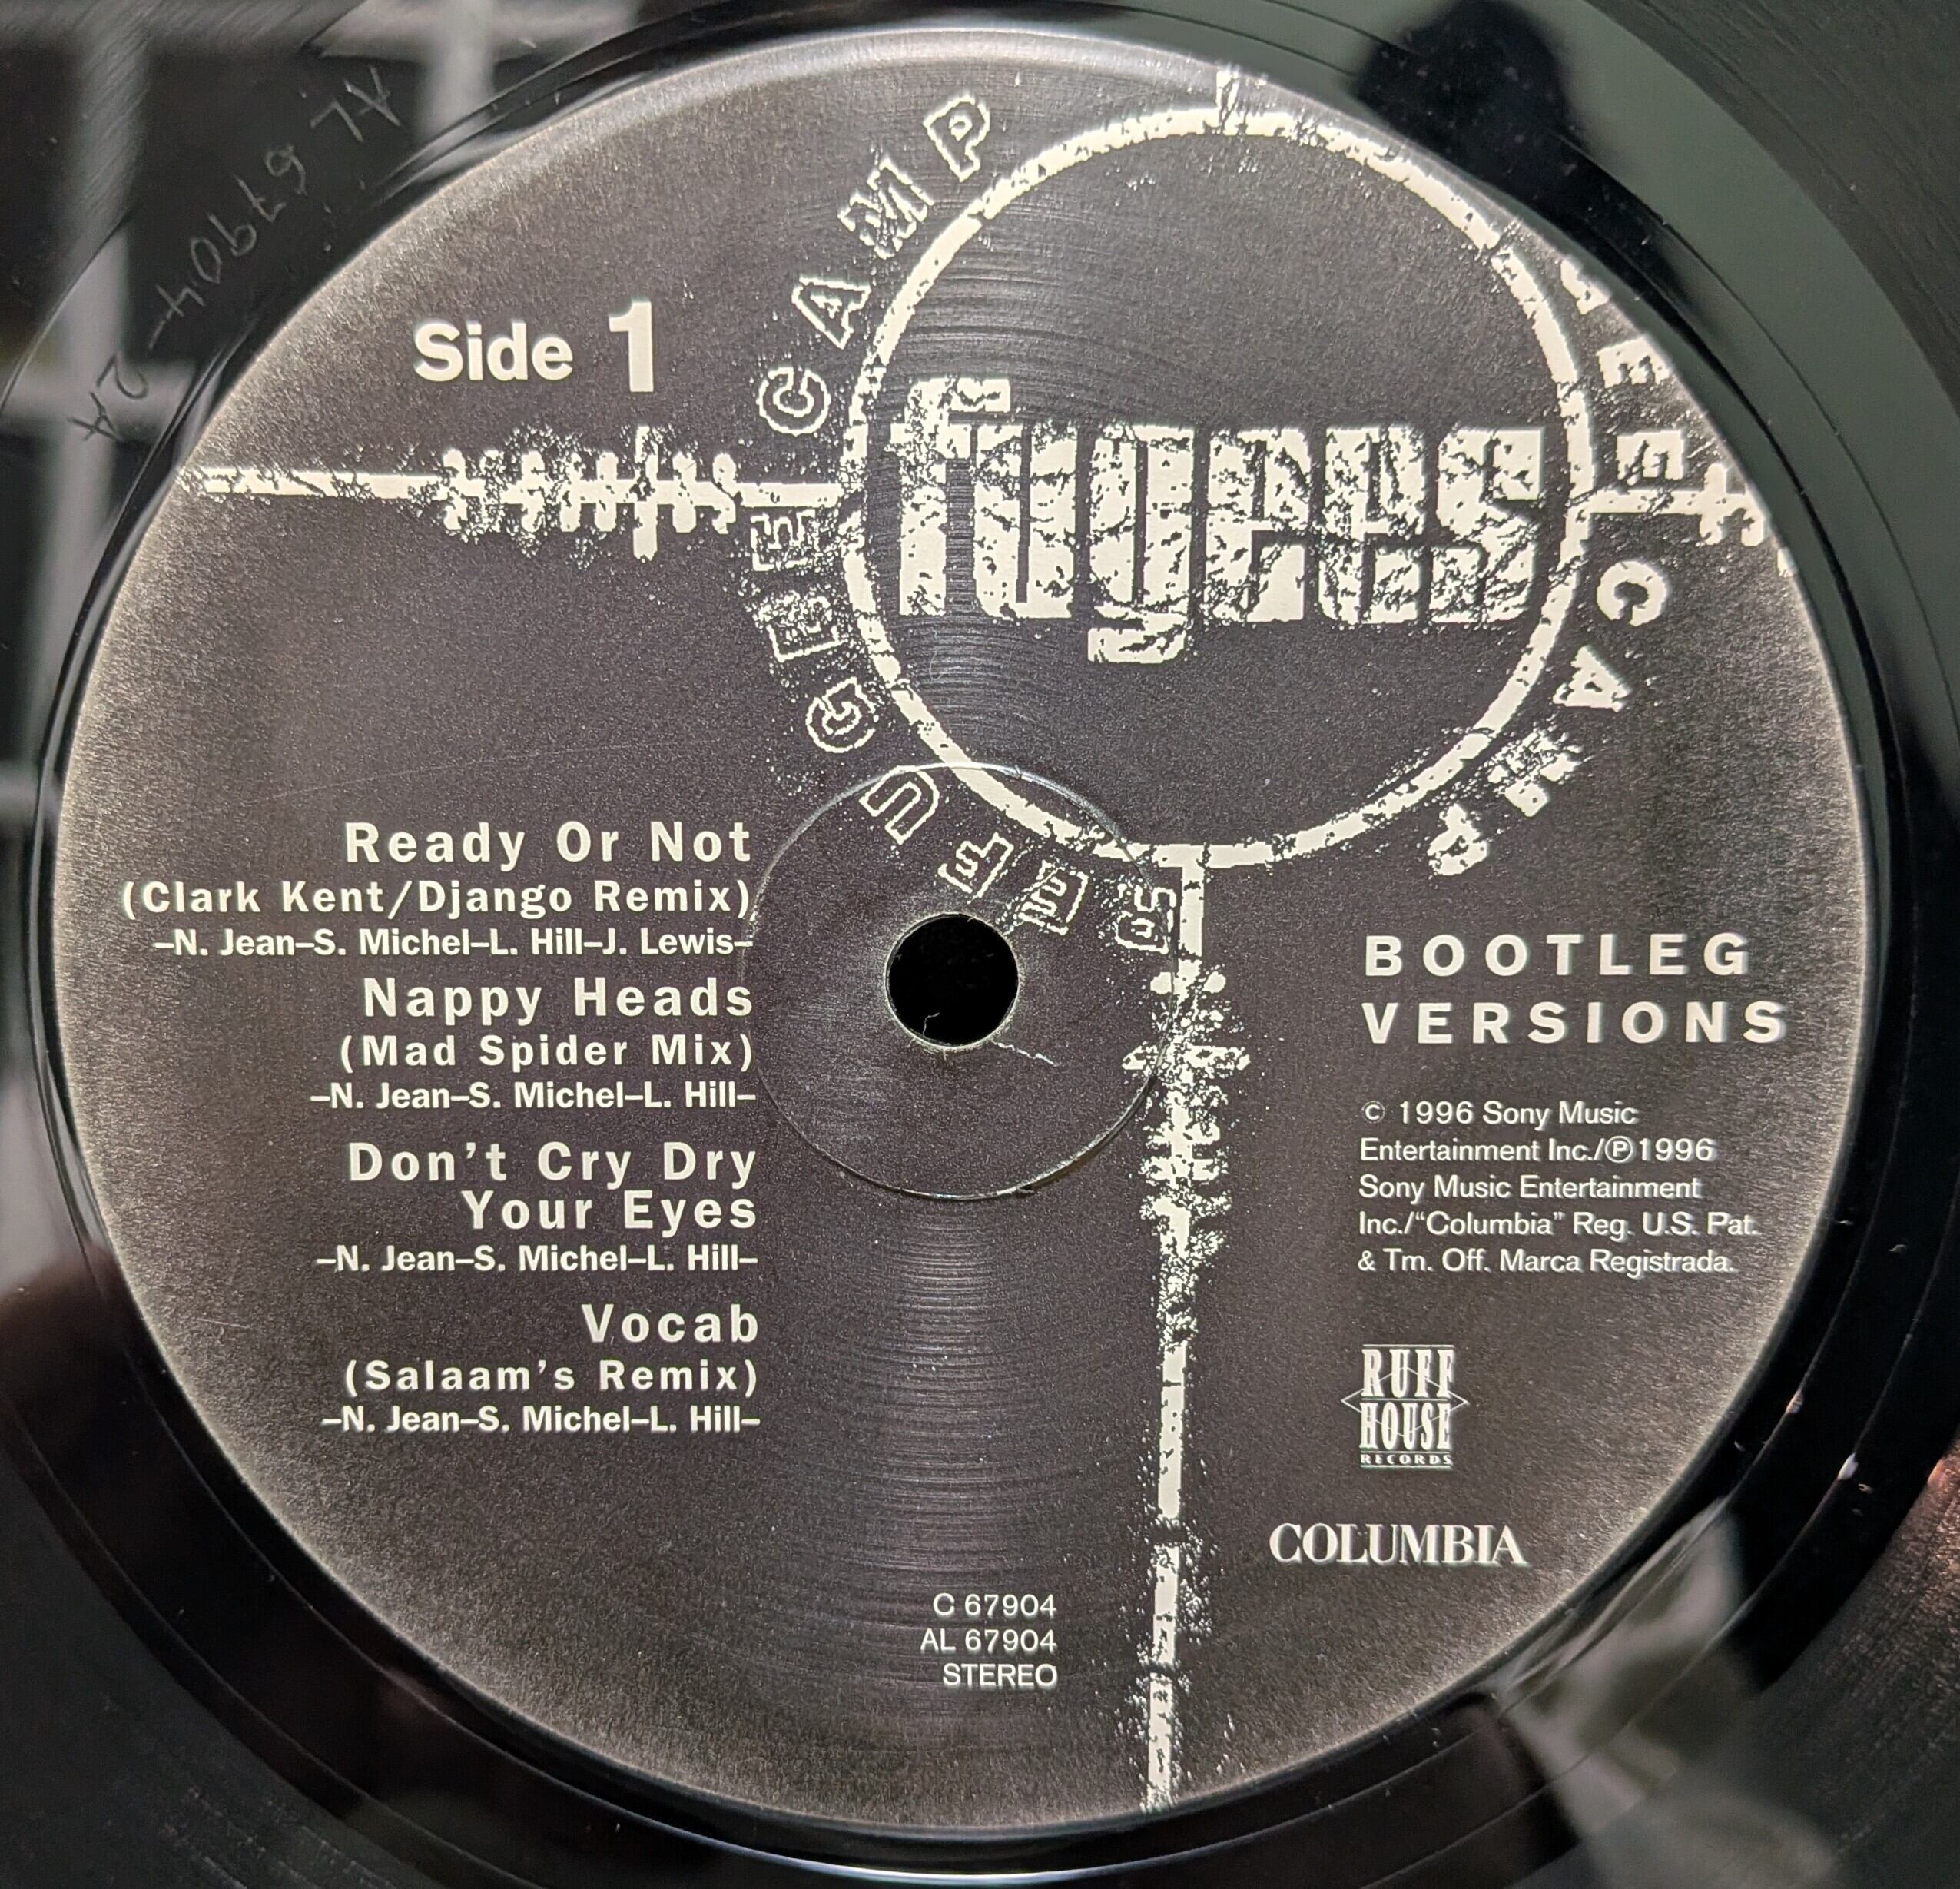 AL 67904-2A
Side 1
REFUGEE CAMP
fugees
CAMP
Ready Or Not
(Clark Kent/Django Remix)
–N. Jean–S. Michel–L. Hill–J. Lewis–
Nappy Heads
(Mad Spider Mix)
–N. Jean–S. Michel–L. Hill–
Don't Cry Dry
Your Eyes
–N. Jean–S. Michel–L. Hill–
Vocab
(Salaam's Remix)
–N. Jean–S. Michel–L. Hill–
BOOTLEG
VERSIONS
© 1996 Sony Music
Entertainment Inc./℗1996
Sony Music Entertainment
Inc./“Columbia” Reg. U.S. Pat.
& Tm. Off. Marca Registrada.
RUFF
HOUSE
RECORDS
COLUMBIA
C 67904
AL 67904
STEREO